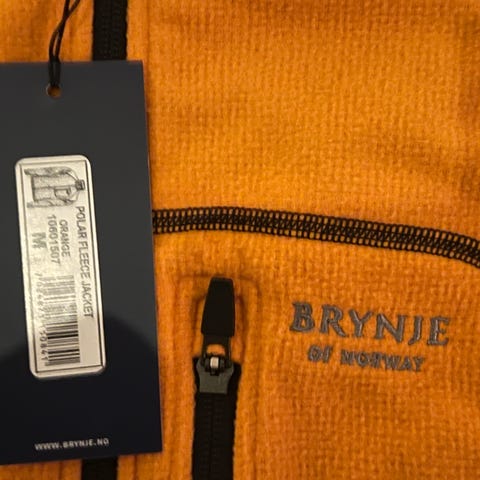 POLAR FLEECE JACKET
ORANGE
10601507
M
WWW.BRYNJE.NO
BRYNJE
OF NORWAY